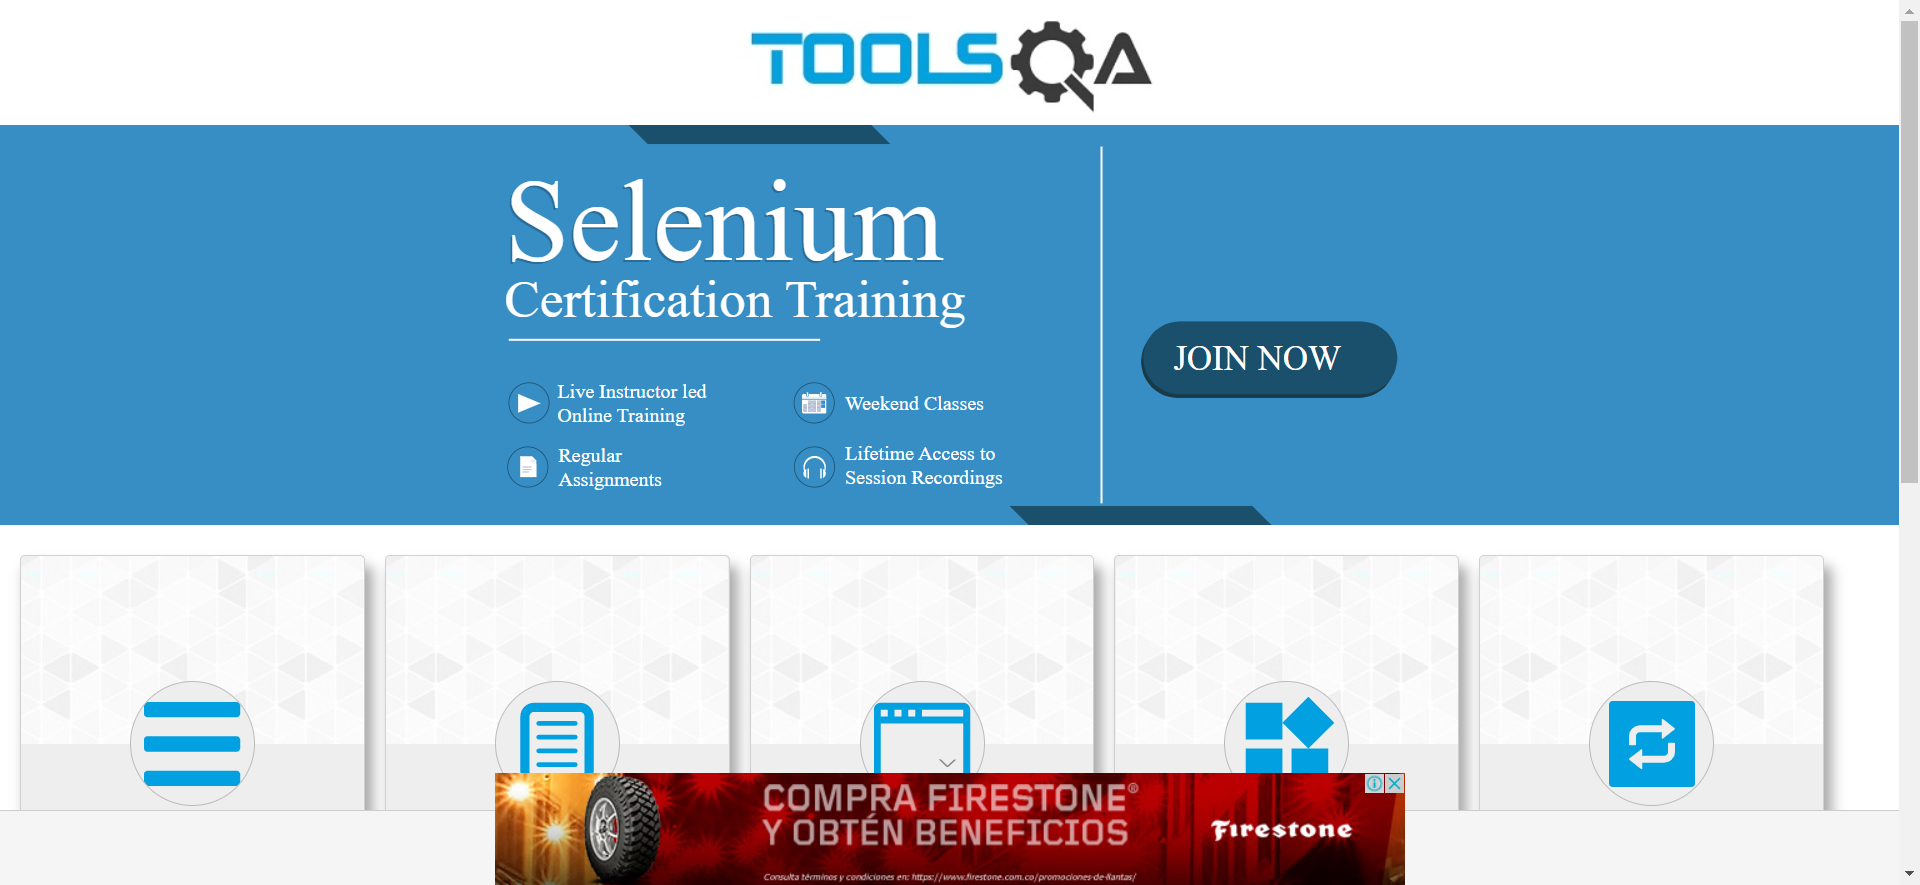 TOOLSQA
Selenium
Certification Training
JOIN NOW
Live Instructor led
Online Training
Weekend Classes
Regular
Assignments
Lifetime Access to
Session Recordings
COMPRA FIRESTONE®
Y OBTÉN BENEFICIOS
Firestone
Consulta términos y condiciones en: https://www.firestone.com.co/promociones-de-llantas/